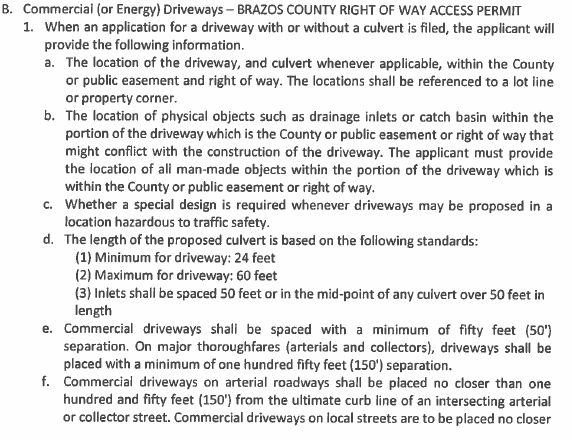 B. Commercial (or Energy) Driveways – BRAZOS COUNTY RIGHT OF WAY ACCESS PERMIT
1. When an application for a driveway with or without a culvert is filed, the applicant will
provide the following information.
a. The location of the driveway, and culvert whenever applicable, within the County
or public easement and right of way. The locations shall be referenced to a lot line
or property corner.
b. The location of physical objects such as drainage inlets or catch basin within the
portion of the driveway which is the County or public easement or right of way that
might conflict with the construction of the driveway. The applicant must provide
the location of all man-made objects within the portion of the driveway which is
within the County or public easement or right of way.
c. Whether a special design is required whenever driveways may be proposed in a
location hazardous to traffic safety.
d. The length of the proposed culvert is based on the following standards:
(1) Minimum for driveway: 24 feet
(2) Maximum for driveway: 60 feet
(3) Inlets shall be spaced 50 feet or in the mid-point of any culvert over 50 feet in
length
e. Commercial driveways shall be spaced with a minimum of fifty feet (50')
separation. On major thoroughfares (arterials and collectors), driveways shall be
placed with a minimum of one hundred fifty feet (150') separation.
f. Commercial driveways on arterial roadways shall be placed no closer than one
hundred and fifty feet (150') from the ultimate curb line of an intersecting arterial
or collector street. Commercial driveways on local streets are to be placed no closer